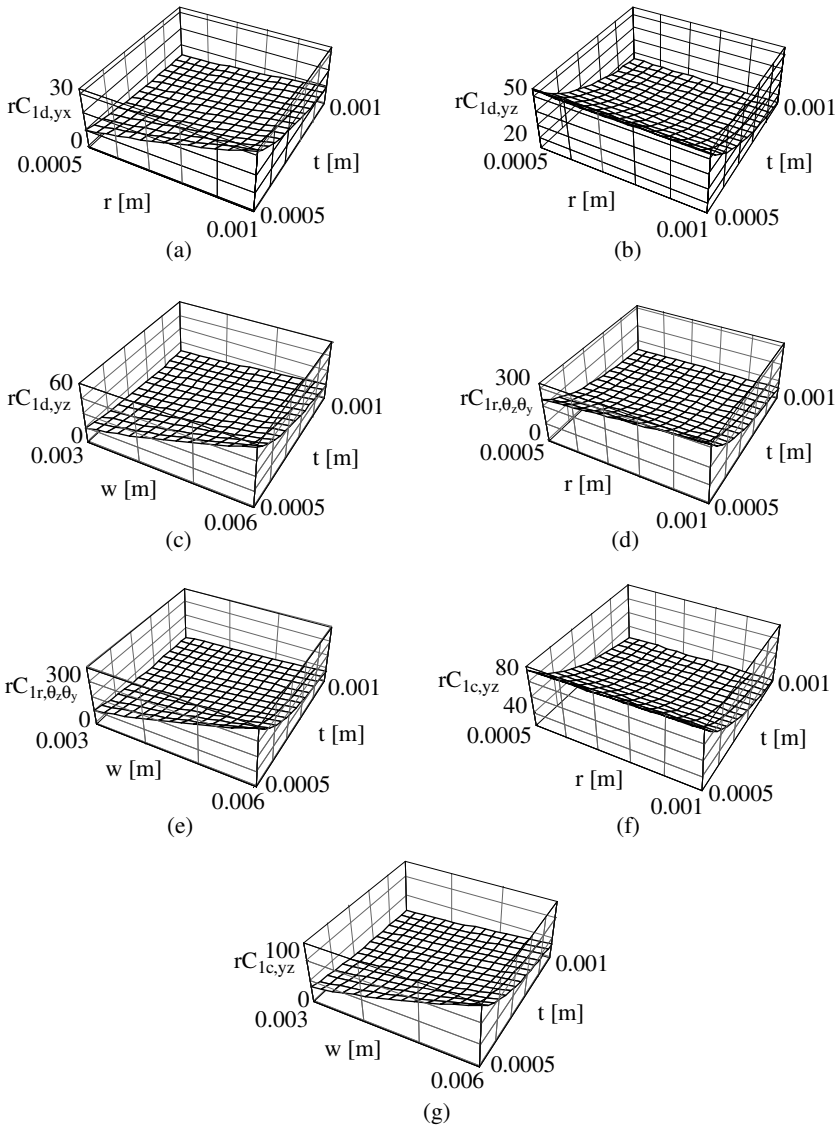 30
rC1d,yx
0
0.0005
r [m]
0.001
0.0005
t [m]
0.001
(a)
50
rC1d,yz
20
0.0005
r [m]
0.001
0.0005
t [m]
0.001
(b)
60
rC1d,yz
0
0.003
w [m]
0.006
0.0005
t [m]
0.001
(c)
300
rC1r,θzθy
0
0.0005
r [m]
0.001
0.0005
t [m]
0.001
(d)
300
rC1r,θzθy
0
0.003
w [m]
0.006
0.0005
t [m]
0.001
(e)
80
rC1c,yz
40
0.0005
r [m]
0.001
0.0005
t [m]
0.001
(f)
100
rC1c,yz
0
0.003
w [m]
0.006
0.0005
t [m]
0.001
(g)